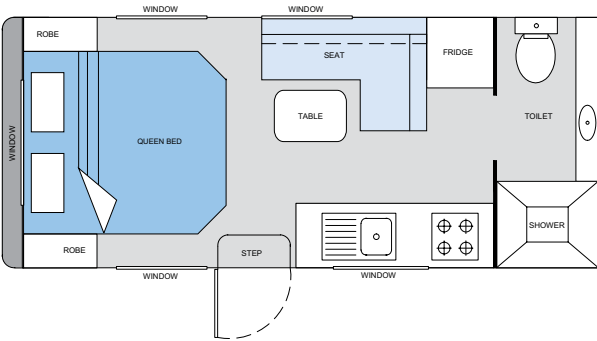 WINDOW
WINDOW
ROBE
SEAT
FRIDGE
TABLE
TOILET
QUEEN BED
WINDOW
SHOWER
ROBE
STEP
WINDOW
WINDOW